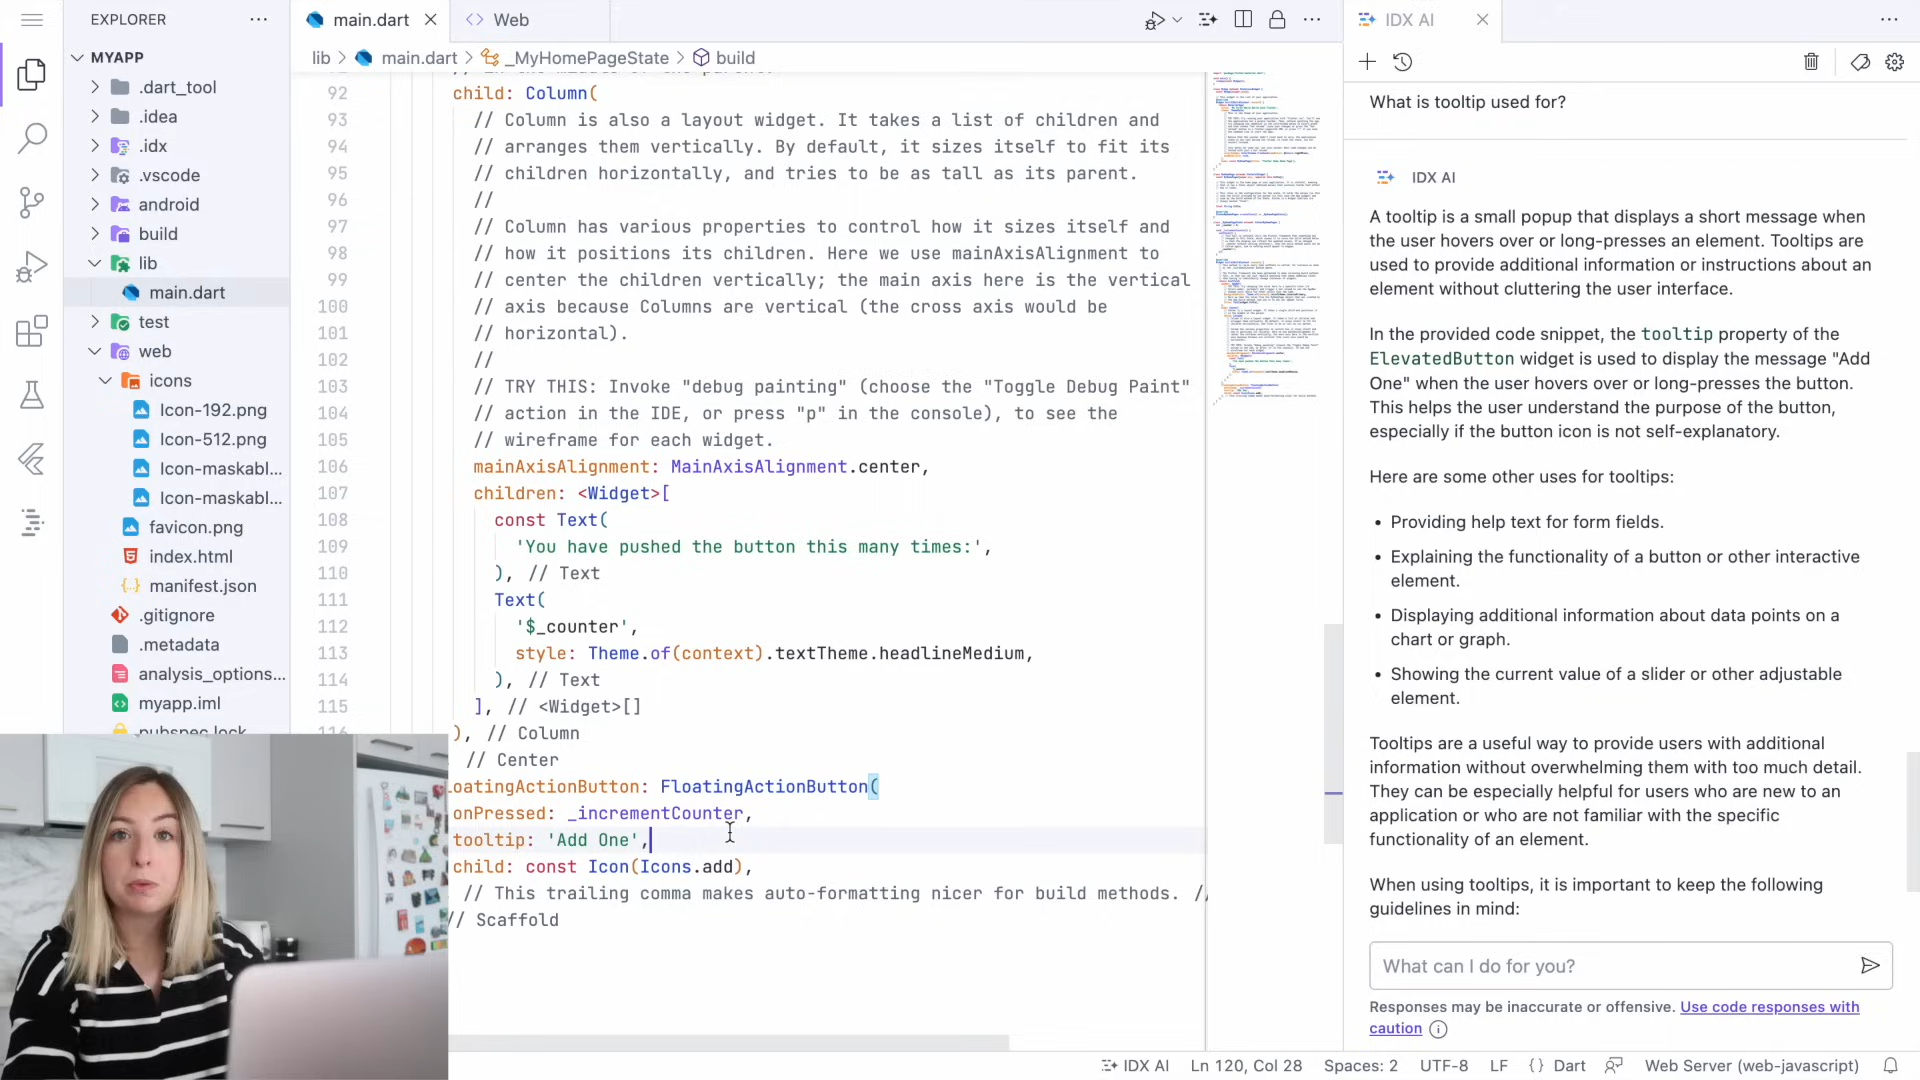 EXPLORER
MYAPP
.dart_tool
.idea
.idx
.vscode
android
build
lib
main.dart
test
web
icons
Icon-192.png
Icon-512.png
Icon-maskabl...
Icon-maskabl...
favicon.png
index.html
manifest.json
.gitignore
.metadata
analysis_options...
myapp.iml
pubspec.lock
main.dart
Web
lib > main.dart > _MyHomePageState > build
92 child: Column(
93 // Column is also a layout widget. It takes a list of children and
94 // arranges them vertically. By default, it sizes itself to fit its
95 // children horizontally, and tries to be as tall as its parent.
96 //
97 // Column has various properties to control how it sizes itself and
98 // how it positions its children. Here we use mainAxisAlignment to
99 // center the children vertically; the main axis here is the vertical
100 // axis because Columns are vertical (the cross axis would be
101 // horizontal).
102 //
103 // TRY THIS: Invoke "debug painting" (choose the "Toggle Debug Paint"
104 // action in the IDE, or press "p" in the console), to see the
105 // wireframe for each widget.
106 mainAxisAlignment: MainAxisAlignment.center,
107 children: <Widget>[
108 const Text(
109 'You have pushed the button this many times:',
110 ), // Text
111 Text(
112 '$_counter',
113 style: Theme.of(context).textTheme.headlineMedium,
114 ), // Text
115 ], // <Widget>[]
), // Column
// Center
loatingActionButton: FloatingActionButton(
onPressed: _incrementCounter,
tooltip: 'Add One',
child: const Icon(Icons.add),
// This trailing comma makes auto-formatting nicer for build methods. //
// Scaffold
IDX AI
What is tooltip used for?
IDX AI
A tooltip is a small popup that displays a short message when
the user hovers over or long-presses an element. Tooltips are
used to provide additional information or instructions about an
element without cluttering the user interface.
In the provided code snippet, the tooltip property of the
ElevatedButton widget is used to display the message "Add
One" when the user hovers over or long-presses the button.
This helps the user understand the purpose of the button,
especially if the button icon is not self-explanatory.
Here are some other uses for tooltips:
• Providing help text for form fields.
• Explaining the functionality of a button or other interactive
element.
• Displaying additional information about data points on a
chart or graph.
• Showing the current value of a slider or other adjustable
element.
Tooltips are a useful way to provide users with additional
information without overwhelming them with too much detail.
They can be especially helpful for users who are new to an
application or who are not familiar with the specific
functionality of an element.
When using tooltips, it is important to keep the following
guidelines in mind:
What can I do for you?
Responses may be inaccurate or offensive. Use code responses with
caution
IDX AI Ln 120, Col 28 Spaces: 2 UTF-8 LF {} Dart Web Server (web-javascript)